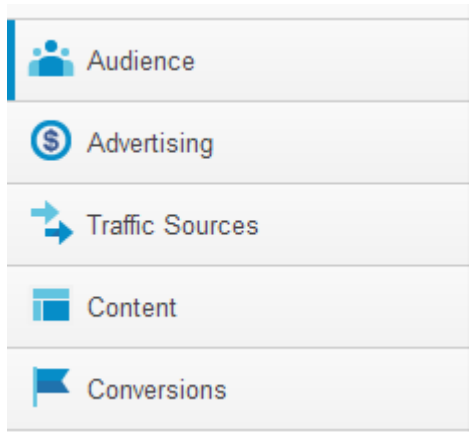 Audience
Advertising
Traffic Sources
Content
Conversions